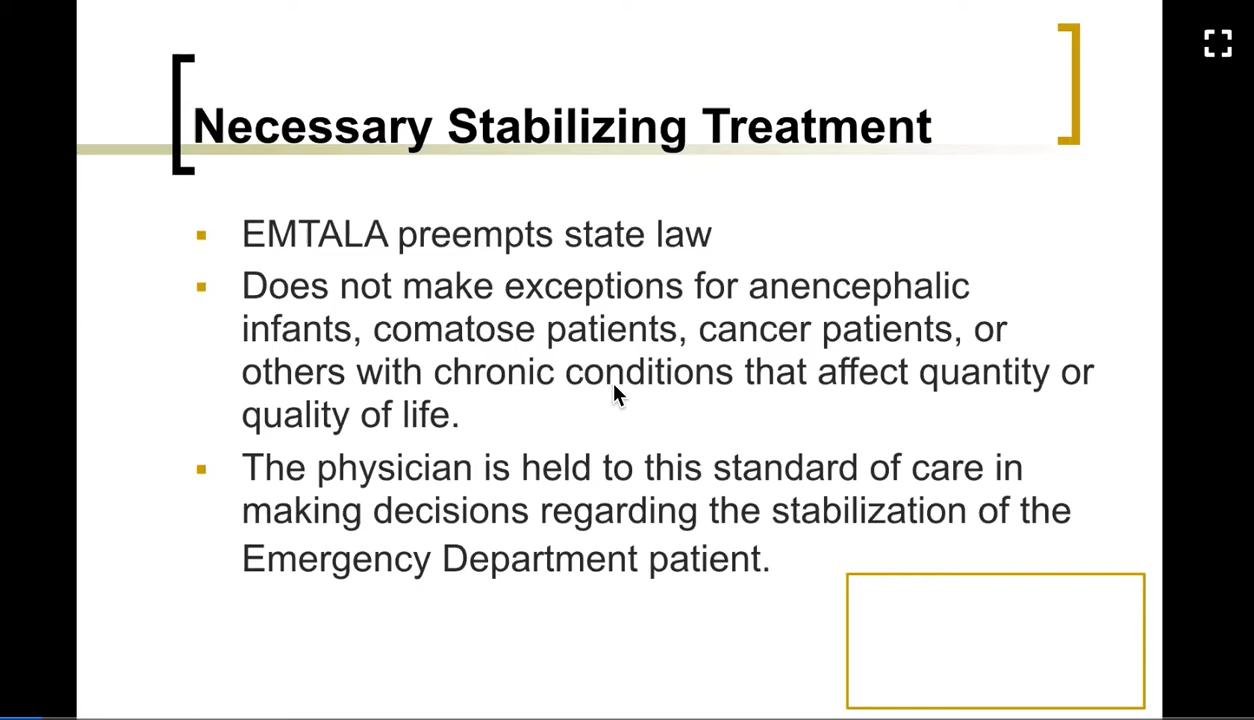 Necessary Stabilizing Treatment
EMTALA preempts state law
Does not make exceptions for anencephalic
infants, comatose patients, cancer patients, or
others with chronic conditions that affect quantity or
quality of life.
The physician is held to this standard of care in
making decisions regarding the stabilization of the
Emergency Department patient.